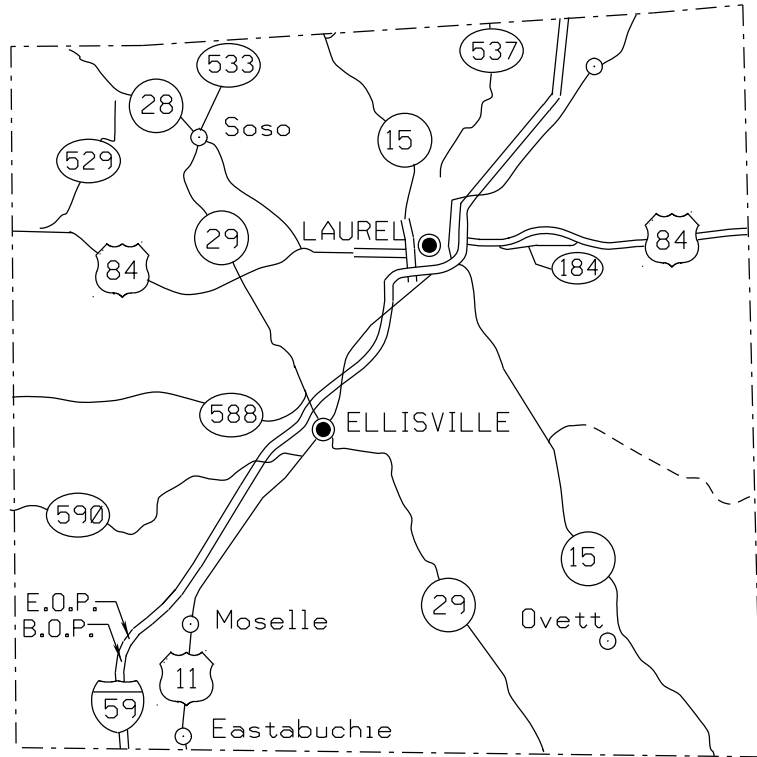 533
537
28
Soso
15
529
29
LAUREL
84
84
184
588
ELLISVILLE
590
15
E.O.P.
29
B.O.P.
Moselle
Ovett
11
59
Eastabuchie